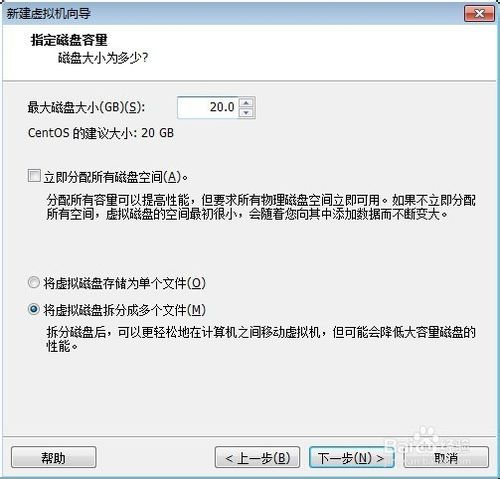 新建虚拟机向导
指定磁盘容量
磁盘大小为多少?
最大磁盘大小(GB)(S): 20.0
CentOS 的建议大小: 20 GB
立即分配所有磁盘空间(A)。
分配所有容量可以提高性能，但要求所有物理磁盘空间立即可用。如果不立即分配
所有空间，虚拟磁盘的空间最初很小，会随着您向其中添加数据而不断变大。
将虚拟磁盘存储为单个文件(O)
将虚拟磁盘拆分成多个文件(M)
拆分磁盘后，可以更轻松地在计算机之间移动虚拟机，但可能会降低大容量磁盘的
性能。
帮助 < 上一步(B) 下一步(N) > 取消